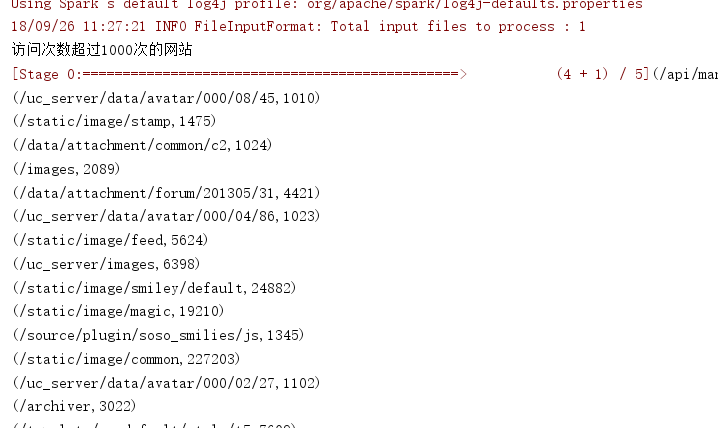 Using Spark's default log4j profile: org/apache/spark/log4j-defaults.properties
18/09/26 11:27:21 INFO FileInputFormat: Total input files to process : 1
访问次数超过1000次的网站
[Stage 0:===============================================>          (4 + 1) / 5](/api/man
(/uc_server/data/avatar/000/08/45,1010)
(/static/image/stamp,1475)
(/data/attachment/common/c2,1024)
(/images,2089)
(/data/attachment/forum/201305/31,4421)
(/uc_server/data/avatar/000/04/86,1023)
(/static/image/feed,5624)
(/uc_server/images,6398)
(/static/image/smiley/default,24882)
(/static/image/magic,19210)
(/source/plugin/soso_smilies/js,1345)
(/static/image/common,227203)
(/uc_server/data/avatar/000/02/27,1102)
(/archiver,3022)